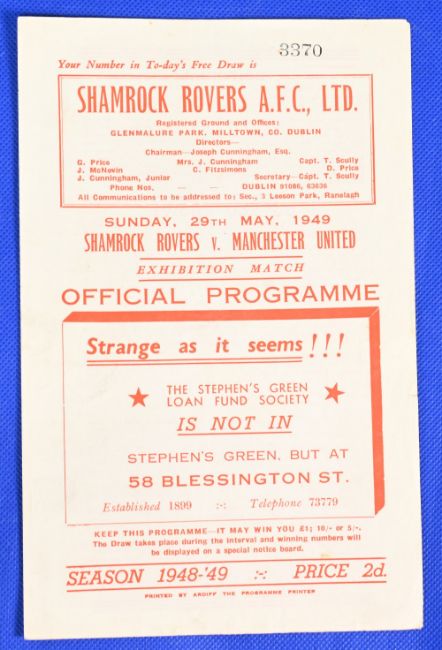 3370
Your Number in To-day's Free Draw is
SHAMROCK ROVERS A.F.C., LTD.
Registered Ground and Offices:
GLENMALURE PARK, MILLTOWN, CO. DUBLIN
Directors—
Chairman—Joseph Cunningham, Esq.
G. Price Mrs. J. Cunningham Capt. T. Scully
J. McNevin C. Fitzsimons D. Price
J. Cunningham, Junior Secretary—Capt. T. Scully
Phone Nos. — — DUBLIN 91086, 63636
All Communications to be addressed to: Sec., 3 Leeson Park, Ranelagh
SUNDAY, 29TH MAY, 1949
SHAMROCK ROVERS V. MANCHESTER UNITED
EXHIBITION MATCH
OFFICIAL PROGRAMME
Strange as it seems!!!
THE STEPHEN'S GREEN
LOAN FUND SOCIETY
IS NOT IN
STEPHEN'S GREEN, BUT AT
58 BLESSINGTON ST.
Established 1899 :-: Telephone 73779
KEEP THIS PROGRAMME—IT MAY WIN YOU £1; 10/- or 5/-.
The Draw takes place during the interval and winning numbers will
be displayed on a special notice board.
SEASON 1948-'49 :-: PRICE 2d.
PRINTED BY ARDIFF THE PROGRAMME PRINTER